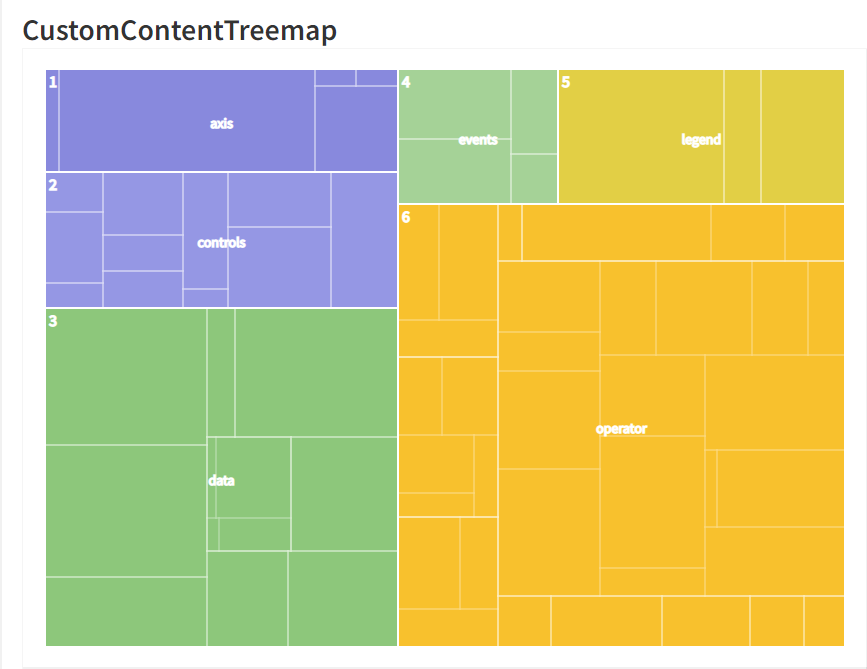 CustomContentTreemap
1
axis
2
controls
3
data
4
events
5
legend
6
operator